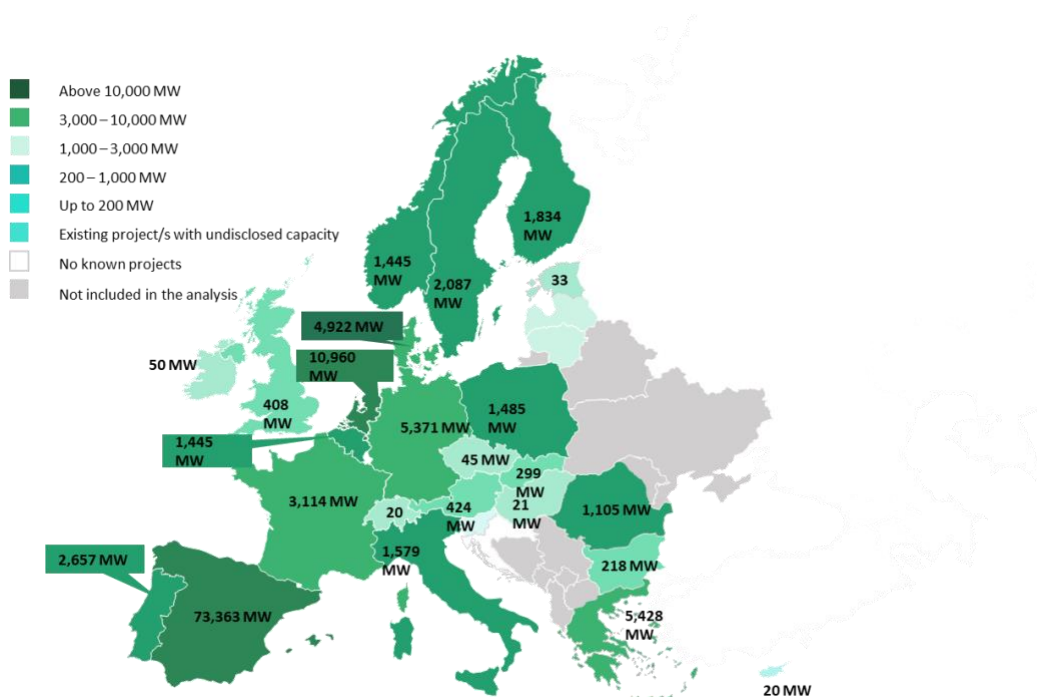 Above 10,000 MW
3,000 – 10,000 MW
1,000 – 3,000 MW
200 – 1,000 MW
Up to 200 MW
Existing project/s with undisclosed capacity
No known projects
Not included in the analysis
1,834
MW
1,445
MW
2,087
MW
33
4,922 MW
10,960
MW
50 MW
408
MW
1,445
MW
5,371 MW
1,485
MW
45 MW
299
MW
3,114 MW
20
424
MW
21
MW
1,105 MW
1,579
MW
218 MW
2,657 MW
73,363 MW
5,428
MW
20 MW